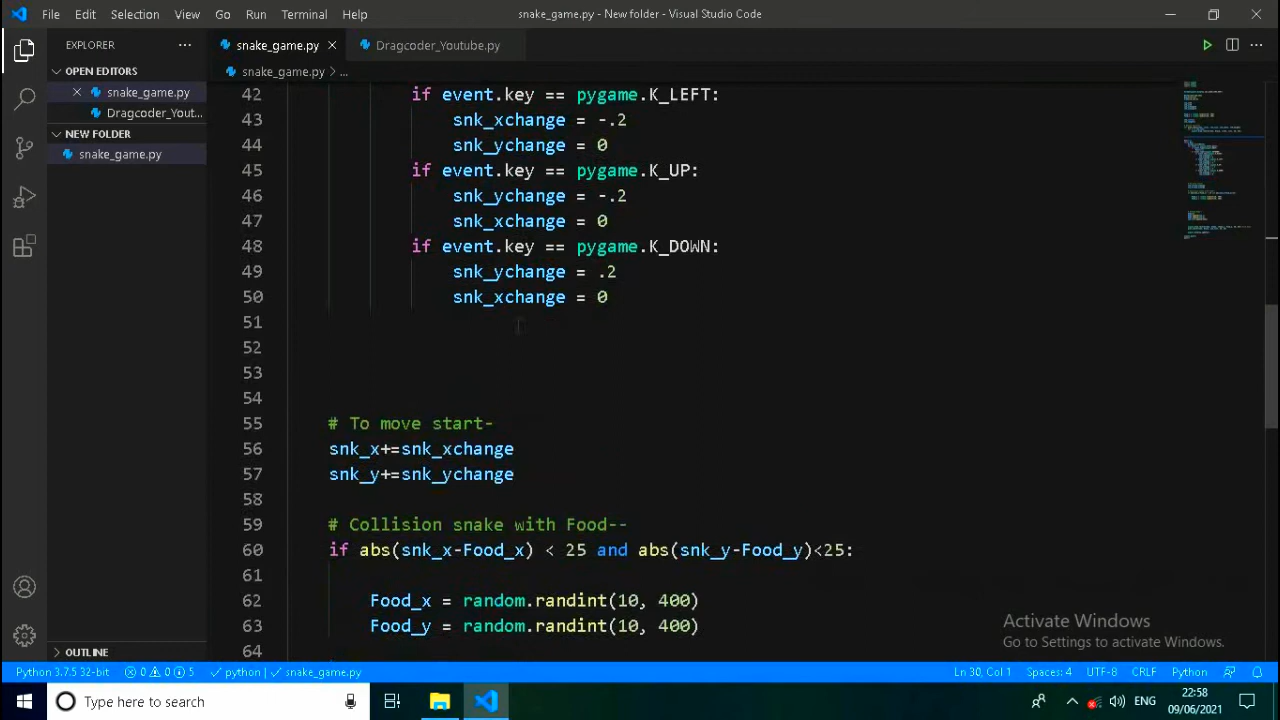 File Edit Selection View Go Run Terminal Help snake_game.py - New folder - Visual Studio Code
EXPLORER
OPEN EDITORS
snake_game.py
Dragcoder_Yout...
NEW FOLDER
snake_game.py
OUTLINE
snake_game.py Dragcoder_Youtube.py
snake_game.py > ...
42 if event.key == pygame.K_LEFT:
43 snk_xchange = -.2
44 snk_ychange = 0
45 if event.key == pygame.K_UP:
46 snk_ychange = -.2
47 snk_xchange = 0
48 if event.key == pygame.K_DOWN:
49 snk_ychange = .2
50 snk_xchange = 0
51
52
53
54
55 # To move start-
56 snk_x+=snk_xchange
57 snk_y+=snk_ychange
58
59 # Collision snake with Food--
60 if abs(snk_x-Food_x) < 25 and abs(snk_y-Food_y)<25:
61
62 Food_x = random.randint(10, 400)
63 Food_y = random.randint(10, 400)
64
Activate Windows
Go to Settings to activate Windows.
Python 3.7.5 32-bit 0 0 5 python | snake_game.py Ln 30, Col 1 Spaces: 4 UTF-8 CRLF Python
Type here to search ENG 22:58
09/06/2021